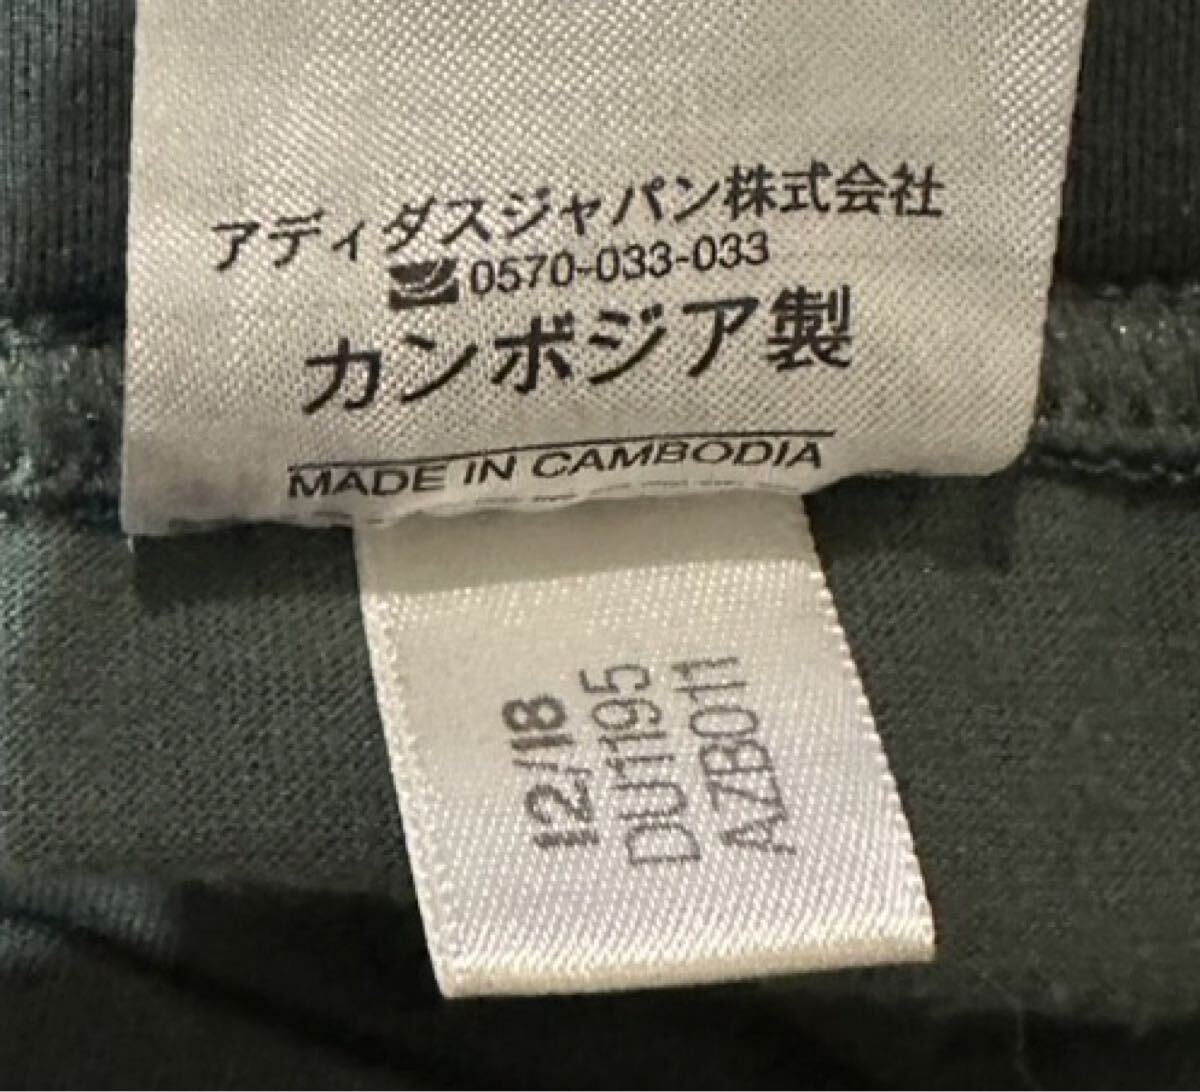 アディダスジャパン株式会社
0570-033-033
カンボジア製
MADE IN CAMBODIA
12/18
DU1195
AZB011